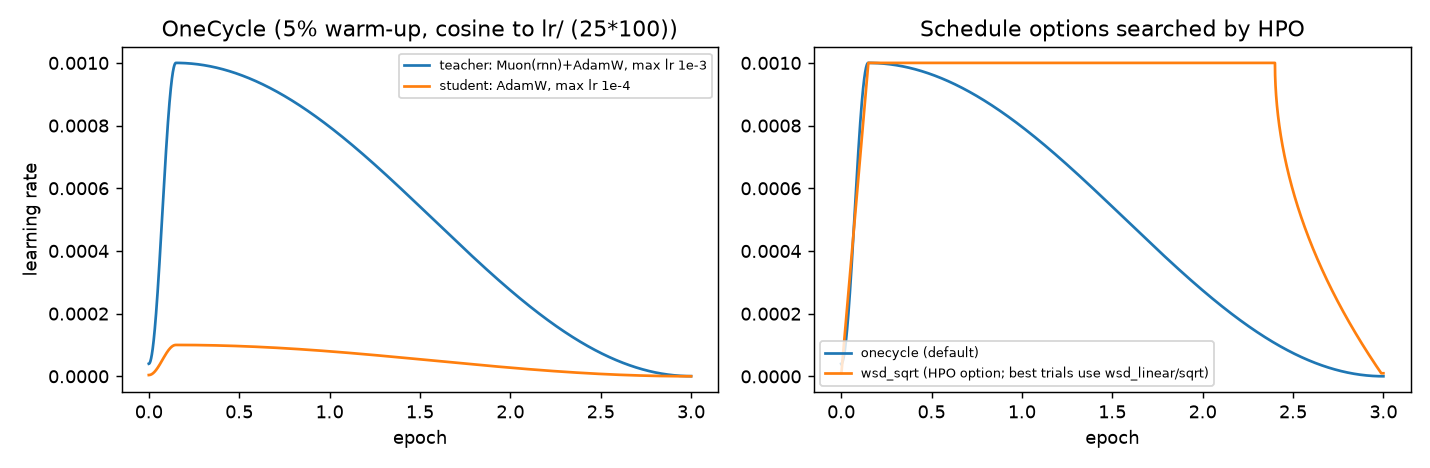 OneCycle (5% warm-up, cosine to lr/ (25*100))
learning rate
0.0010
0.0008
0.0006
0.0004
0.0002
0.0000
teacher: Muon(rnn)+AdamW, max lr 1e-3
student: AdamW, max lr 1e-4
0.0 0.5 1.0 1.5 2.0 2.5 3.0
epoch
Schedule options searched by HPO
0.0010
0.0008
0.0006
0.0004
0.0002
0.0000
onecycle (default)
wsd_sqrt (HPO option; best trials use wsd_linear/sqrt)
0.0 0.5 1.0 1.5 2.0 2.5 3.0
epoch